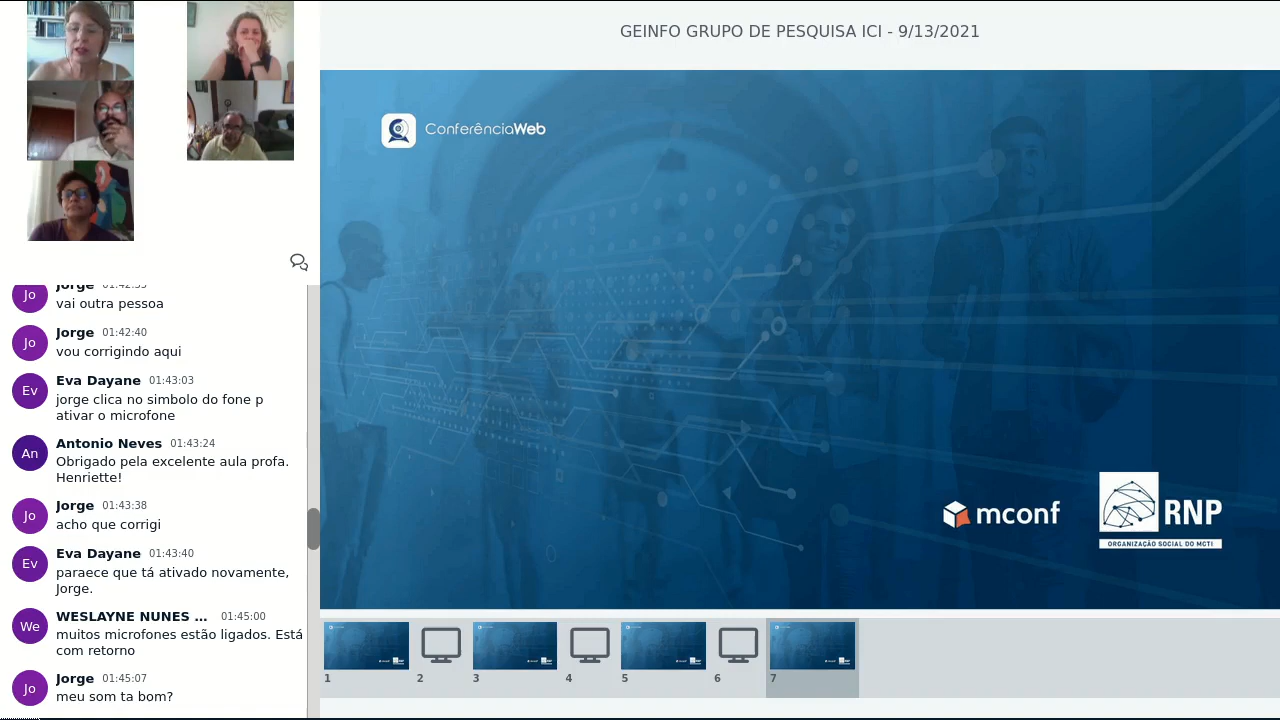 GEINFO GRUPO DE PESQUISA ICI - 9/13/2021
ConferênciaWeb
Jo
Jorge 01:42:35
vai outra pessoa
Jo
Jorge 01:42:40
vou corrigindo aqui
Ev
Eva Dayane 01:43:03
jorge clica no simbolo do fone p
ativar o microfone
An
Antonio Neves 01:43:24
Obrigado pela excelente aula profa.
Henriette!
Jo
Jorge 01:43:38
acho que corrigi
Ev
Eva Dayane 01:43:40
paraece que tá ativado novamente,
Jorge.
We
WESLAYNE NUNES ... 01:45:00
muitos microfones estão ligados. Está
com retorno
Jo
Jorge 01:45:07
meu som ta bom?
mconf
RNP
ORGANIZAÇÃO SOCIAL DO MCTI
1
2
3
4
5
6
7